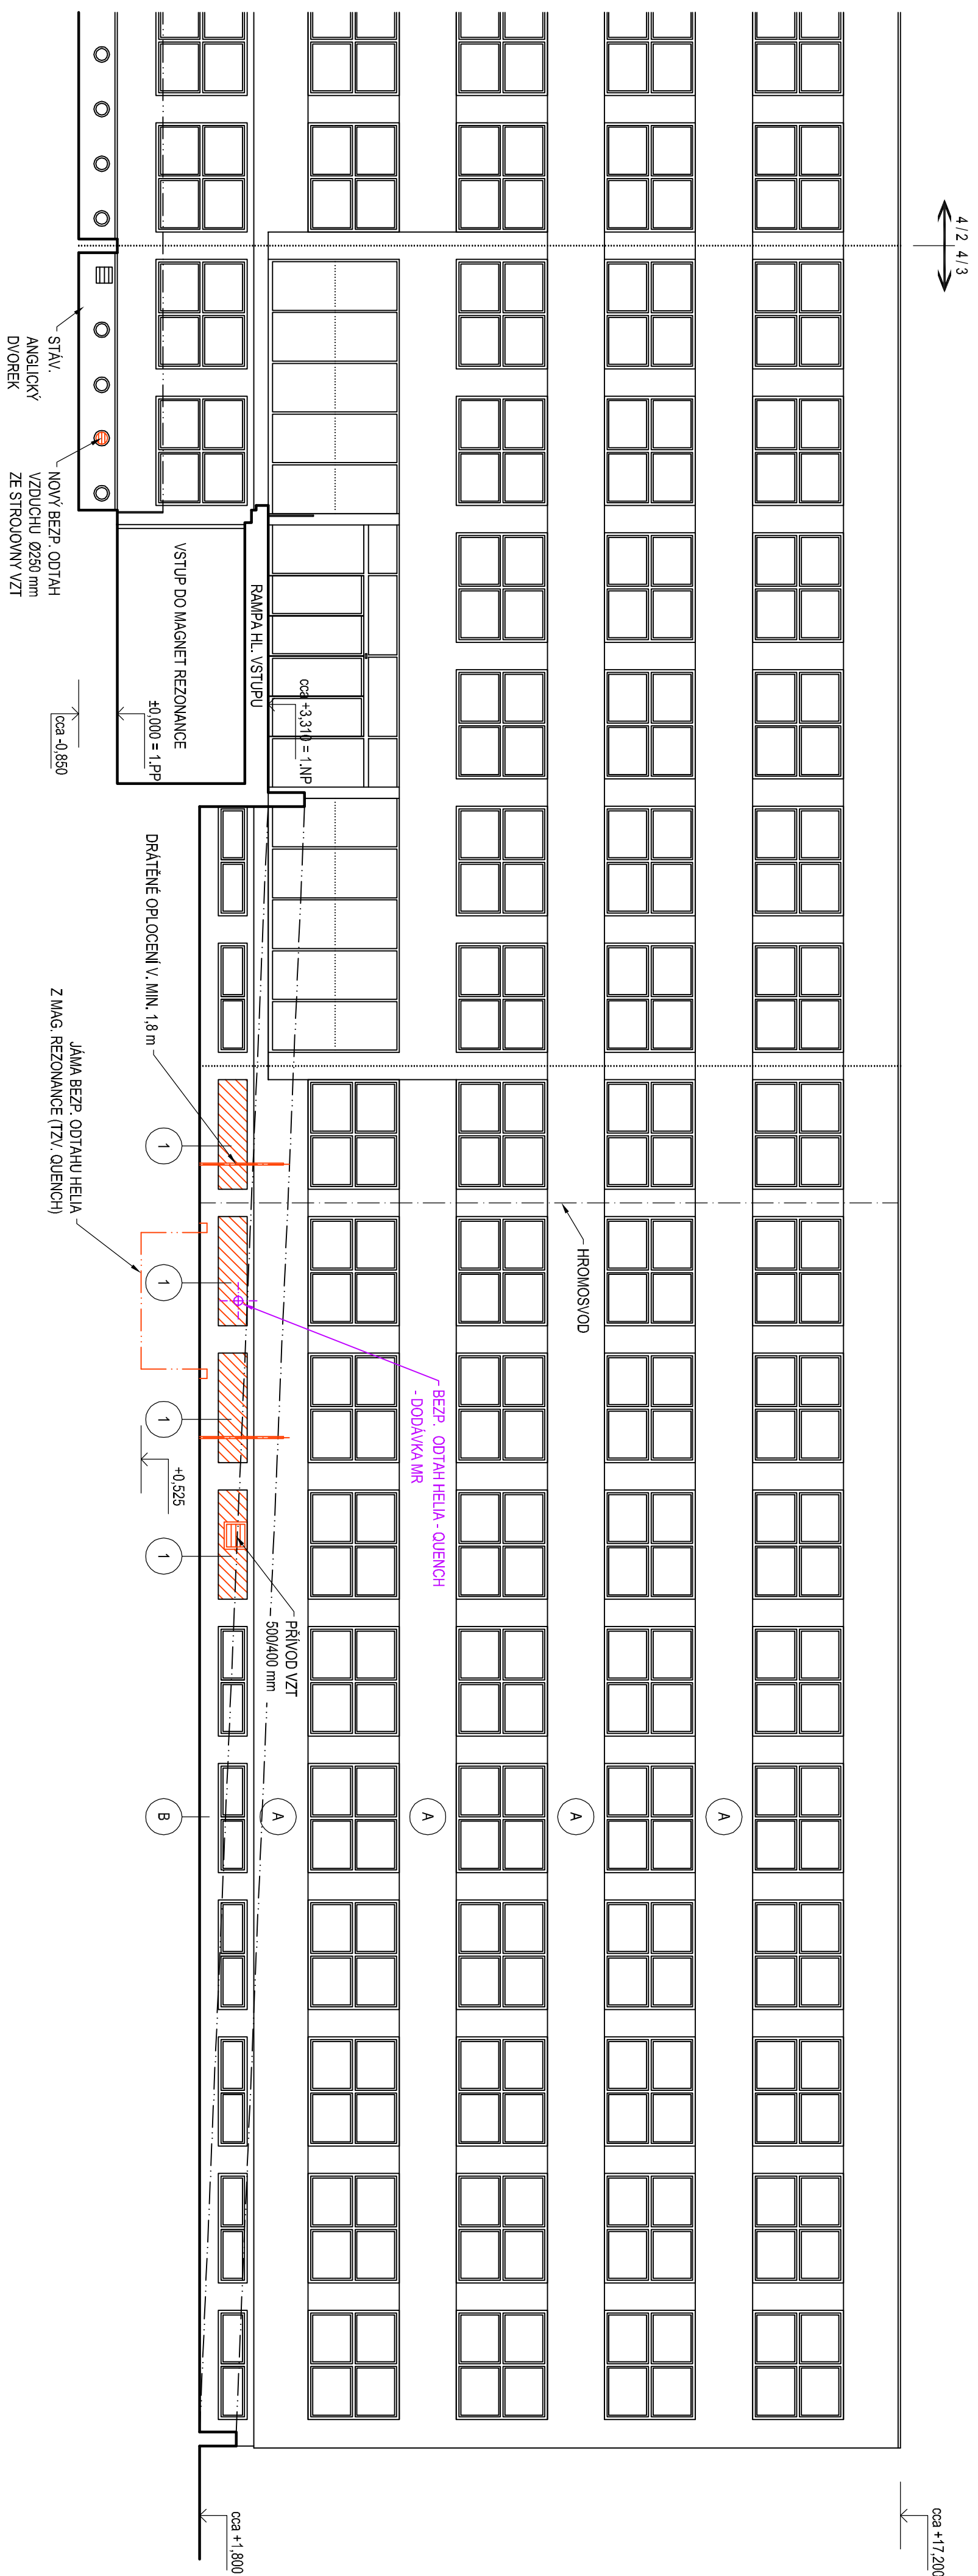 4/2 4/3
STÁV.
ANGLICKÝ
DVOREK
NOVÝ BEZP. ODTAH
VZDUCHU Ø250 mm
ZE STROJOVNY VZT
VSTUP DO MAGNET REZONANCE
RAMPA HL. VSTUPU
cca +3,310 = 1.NP
±0,000 = 1.PP
cca -0,850
DRÁTĚNÉ OPLOCENÍ V. MIN. 1,8 m
JÁMA BEZP. ODTAHU HELIA
Z MAG. REZONANCE (TZV. QUENCH)
1
1
1
1
HROMOSVOD
BEZP. ODTAH HELIA - QUENCH
- DODÁVKA MR
+0,525
PŘÍVOD VZT
500/400 mm
B
A
A
A
A
cca +1,800
cca +17,200